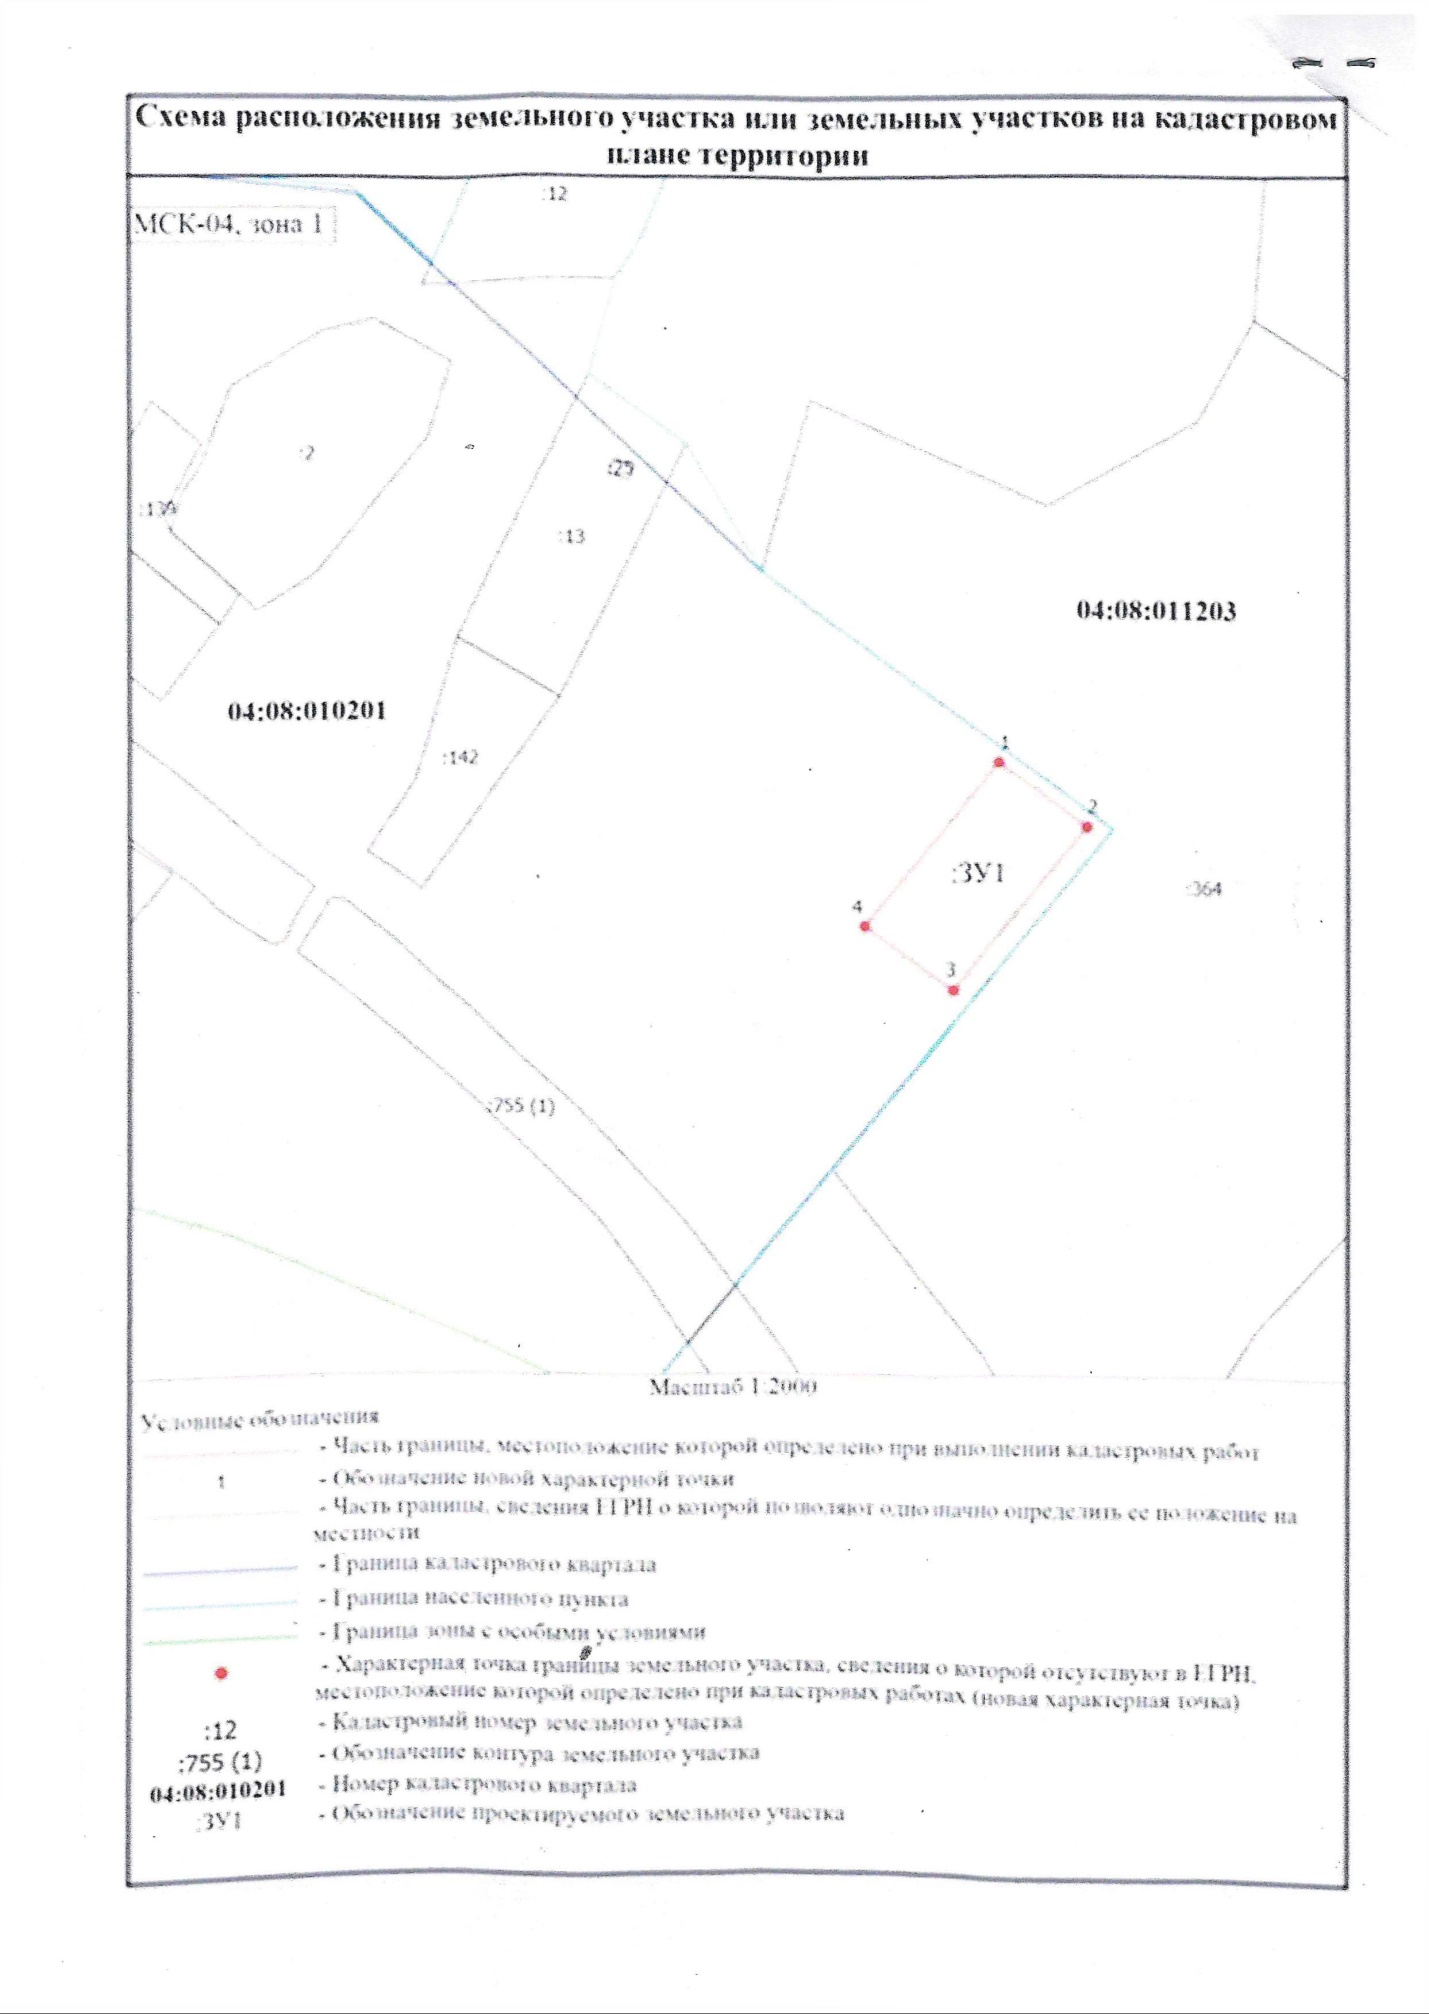 Схема расположения земельного участка или земельных участков на кадастровом
плане территории
:12
МСК-04, зона 1
:2
:29
:139
:13
04:08:011203
04:08:010201
1
:142
2
:ЗУ1
:364
4
3
:755 (1)
Масштаб 1:2000
Условные обозначения
- Часть границы, местоположение которой определено при выполнении кадастровых работ
1 - Обозначение новой характерной точки
- Часть границы, сведения ЕГРН о которой позволяют однозначно определить ее положение на
местности
- Граница кадастрового квартала
- Граница населенного пункта
- Граница зоны с особыми условиями
- Характерная точка границы земельного участка, сведения о которой отсутствуют в ЕГРН,
местоположение которой определено при кадастровых работах (новая характерная точка)
:12 - Кадастровый номер земельного участка
:755 (1) - Обозначение контура земельного участка
04:08:010201 - Номер кадастрового квартала
:ЗУ1 - Обозначение проектируемого земельного участка